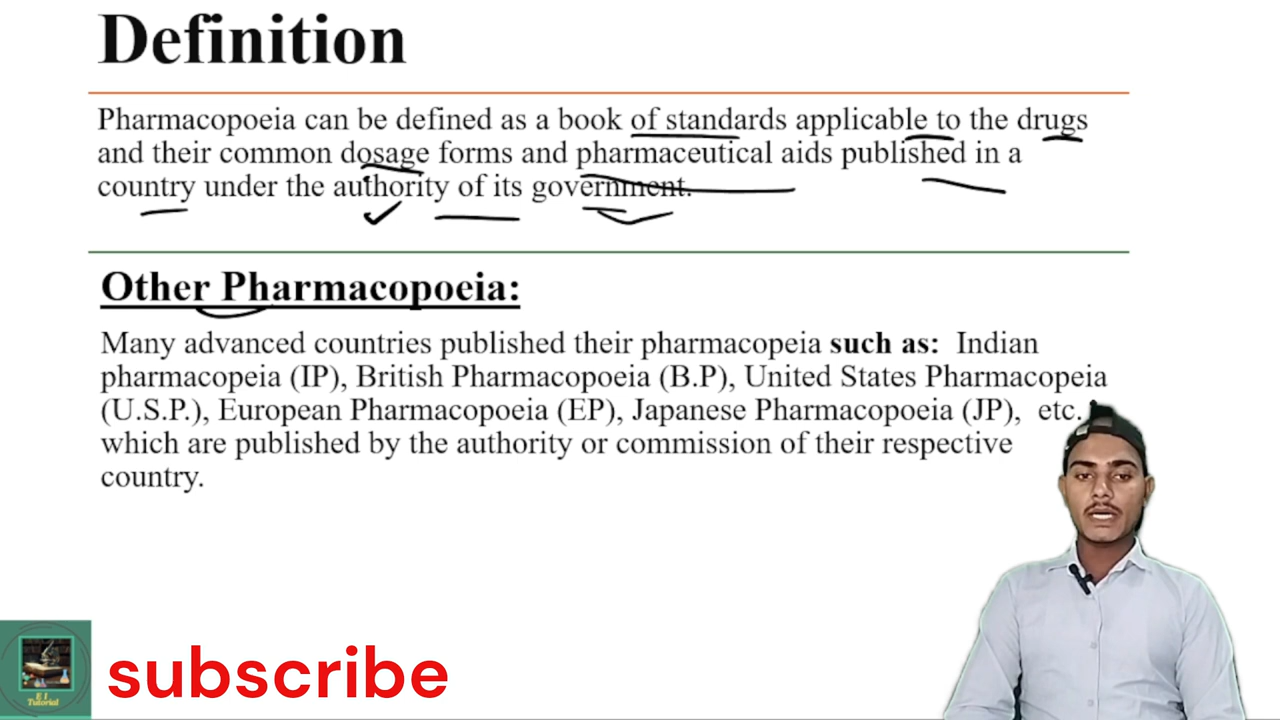 Definition
Pharmacopoeia can be defined as a book of standards applicable to the drugs
and their common dosage forms and pharmaceutical aids published in a
country under the authority of its government.
Other Pharmacopoeia:
Many advanced countries published their pharmacopeia such as: Indian
pharmacopeia (IP), British Pharmacopoeia (B.P), United States Pharmacopeia
(U.S.P.), European Pharmacopoeia (EP), Japanese Pharmacopoeia (JP), etc.
which are published by the authority or commission of their respective
country.
subscribe
Tutorial